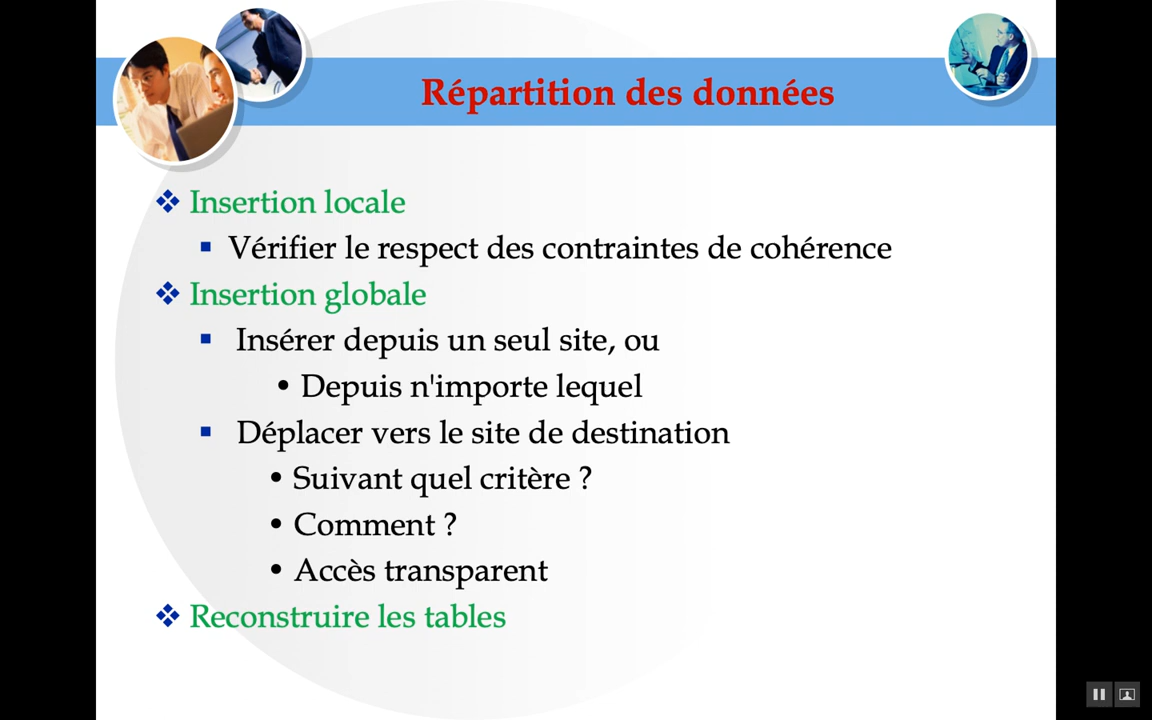 Répartition des données
❖ Insertion locale
▪ Vérifier le respect des contraintes de cohérence
❖ Insertion globale
▪ Insérer depuis un seul site, ou
• Depuis n'importe lequel
▪ Déplacer vers le site de destination
• Suivant quel critère ?
• Comment ?
• Accès transparent
❖ Reconstruire les tables